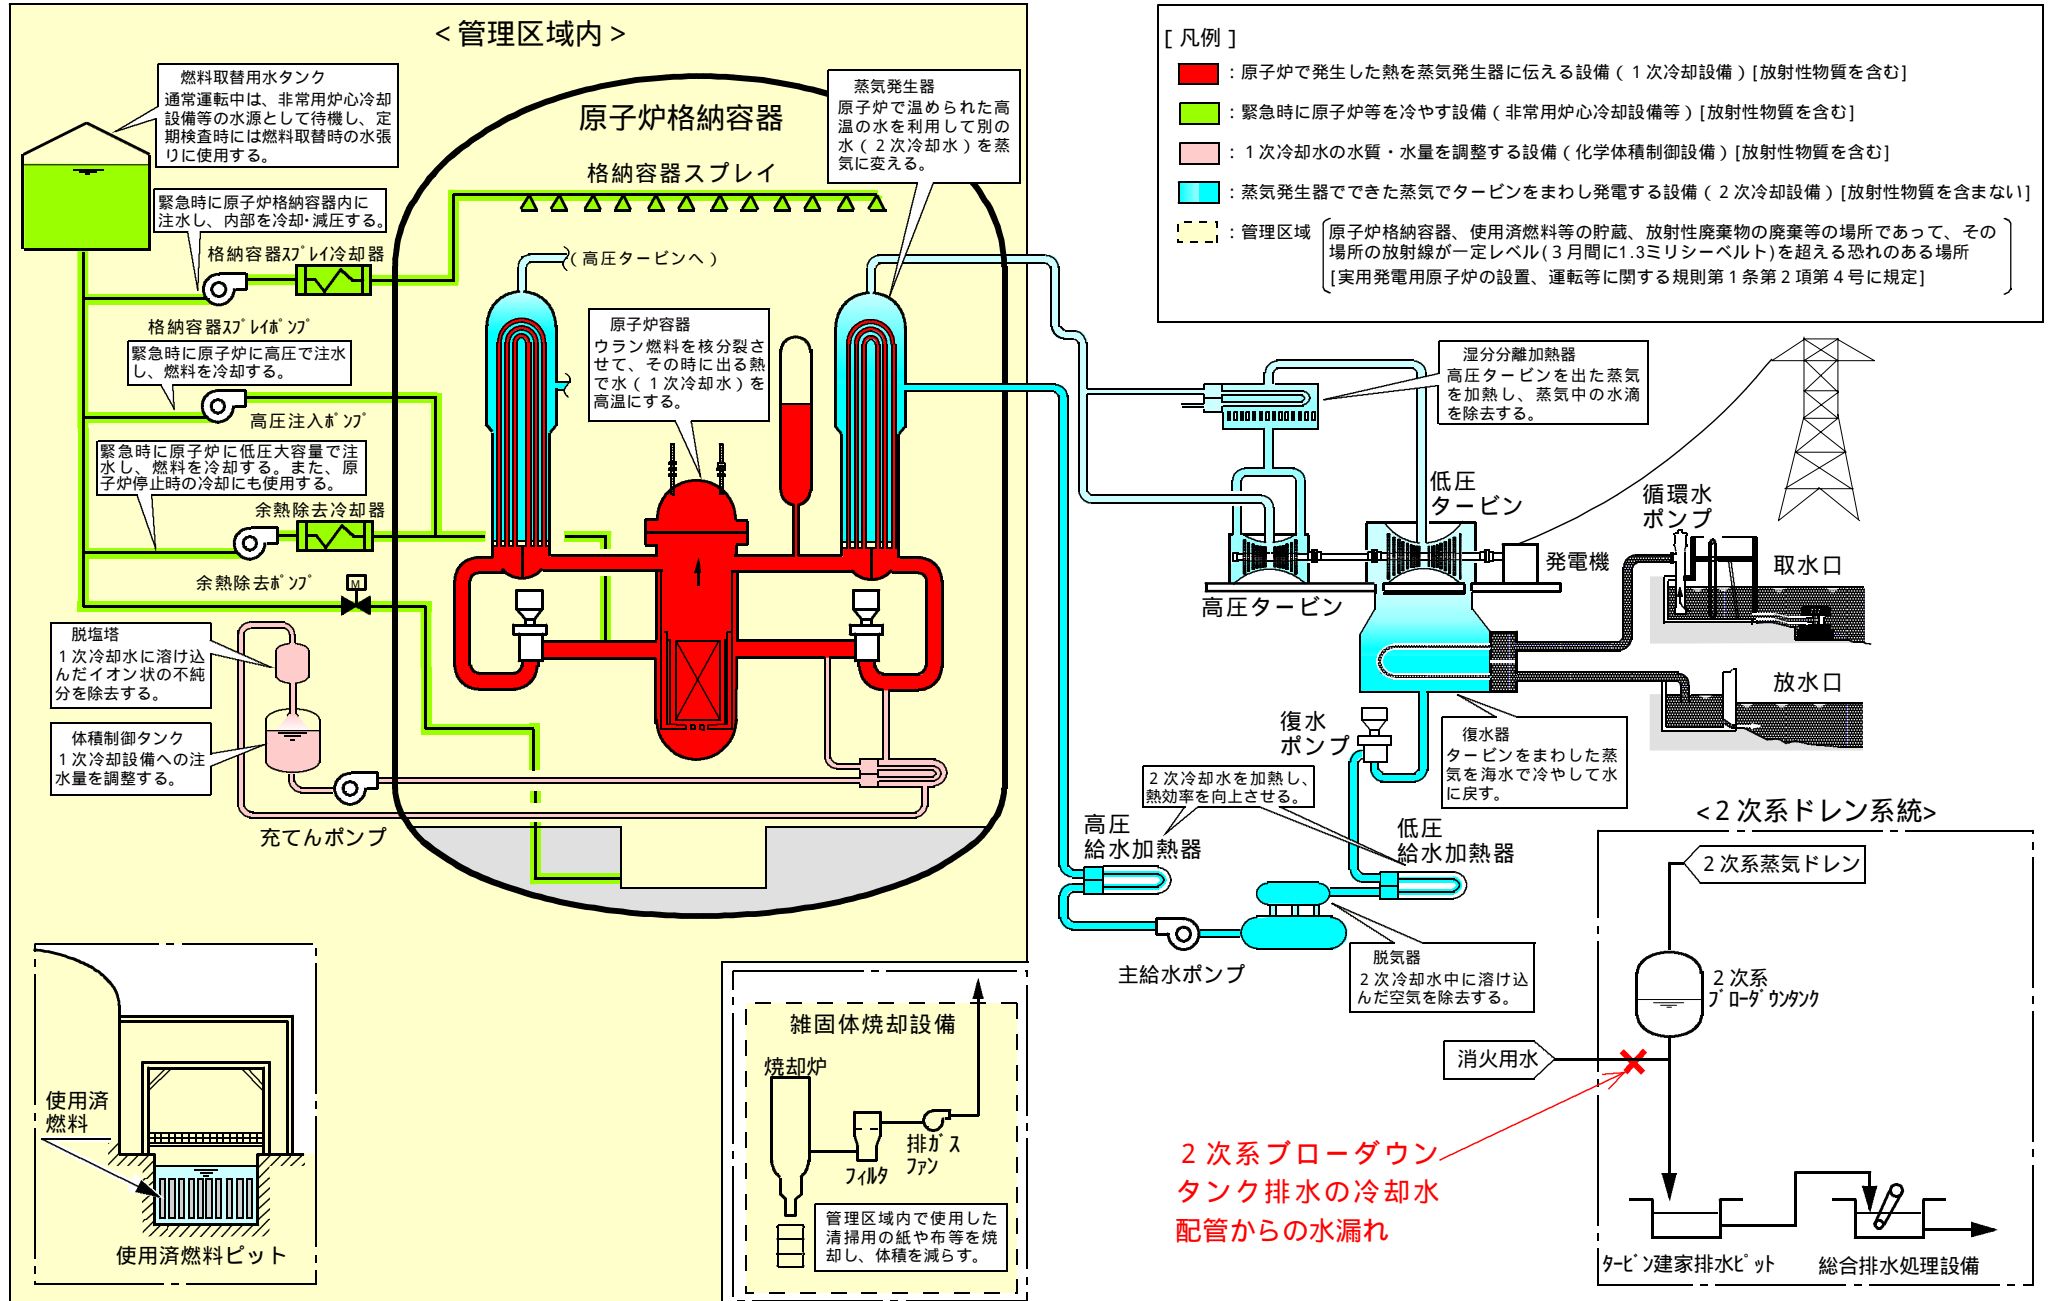 ＜管理区域内＞
燃料取替用水タンク
通常運転中は、非常用炉心冷却
設備等の水源として待機し、定
期検査時には燃料取替時の水張
りに使用する。
緊急時に原子炉格納容器内に
注水し、内部を冷却･減圧する。
格納容器ｽﾌﾟﾚｲ冷却器
格納容器ｽﾌﾟﾚｲﾎﾟﾝﾌﾟ
緊急時に原子炉に高圧で注水
し、燃料を冷却する。
高圧注入ﾎﾟﾝﾌﾟ
緊急時に原子炉に低圧大容量で注
水し、燃料を冷却する。また、原
子炉停止時の冷却にも使用する。
余熱除去冷却器
余熱除去ﾎﾟﾝﾌﾟ
M
脱塩塔
１次冷却水に溶け込
んだイオン状の不純
分を除去する。
体積制御タンク
１次冷却設備への注
水量を調整する。
充てんポンプ
原子炉格納容器
格納容器スプレイ
（高圧タービンへ）
原子炉容器
ウラン燃料を核分裂さ
せて、その時に出る熱
で水（１次冷却水）を
高温にする。
蒸気発生器
原子炉で温められた高
温の水を利用して別の
水（２次冷却水）を蒸
気に変える。
[ 凡例 ]
：原子炉で発生した熱を蒸気発生器に伝える設備（１次冷却設備）[放射性物質を含む]
：緊急時に原子炉等を冷やす設備（非常用炉心冷却設備等）[放射性物質を含む]
：１次冷却水の水質・水量を調整する設備（化学体積制御設備）[放射性物質を含む]
：蒸気発生器でできた蒸気でタービンをまわし発電する設備（２次冷却設備）[放射性物質を含まない]
：管理区域
原子炉格納容器、使用済燃料等の貯蔵、放射性廃棄物の廃棄等の場所であって、その
場所の放射線が一定レベル(３月間に1.3ミリシーベルト)を超える恐れのある場所
[実用発電用原子炉の設置、運転等に関する規則第１条第２項第４号に規定]
湿分分離加熱器
高圧タービンを出た蒸気
を加熱し、蒸気中の水滴
を除去する。
低圧
タービン
高圧タービン
発電機
循環水
ポンプ
取水口
放水口
復水
ポンプ
復水器
タービンをまわした蒸
気を海水で冷やして水
に戻す。
２次冷却水を加熱し、
熱効率を向上させる。
高圧
給水加熱器
低圧
給水加熱器
主給水ポンプ
脱気器
２次冷却水中に溶け込
んだ空気を除去する。
<２次系ドレン系統>
２次系蒸気ドレン
２次系
ﾌﾞﾛｰﾀﾞｳﾝﾀﾝｸ
消火用水
２次系ブローダウン
タンク排水の冷却水
配管からの水漏れ
ﾀｰﾋﾞﾝ建家排水ﾋﾟｯﾄ
総合排水処理設備
使用済
燃料
使用済燃料ピット
雑固体焼却設備
焼却炉
ﾌｨﾙﾀ
排ｶﾞｽ
ﾌｧﾝ
管理区域内で使用した
清掃用の紙や布等を焼
却し、体積を減らす。